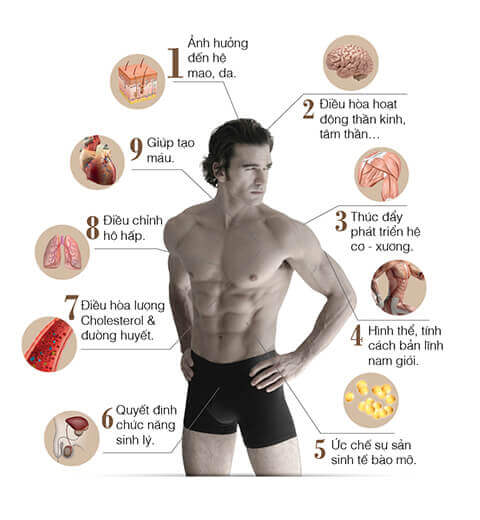 1 Ảnh hưởng
đến hệ
mao, da.
2 Điều hòa hoạt
động thần kinh,
tâm thần...
3 Thúc đẩy
phát triển hệ
cơ - xương.
4 Hình thể, tính
cách bản lĩnh
nam giới.
5 Ức chế sự sản
sinh tế bào mỡ.
6 Quyết định
chức năng
sinh lý.
7 Điều hòa lượng
Cholesterol &
đường huyết.
8 Điều chỉnh
hô hấp.
9 Giúp tạo
máu.